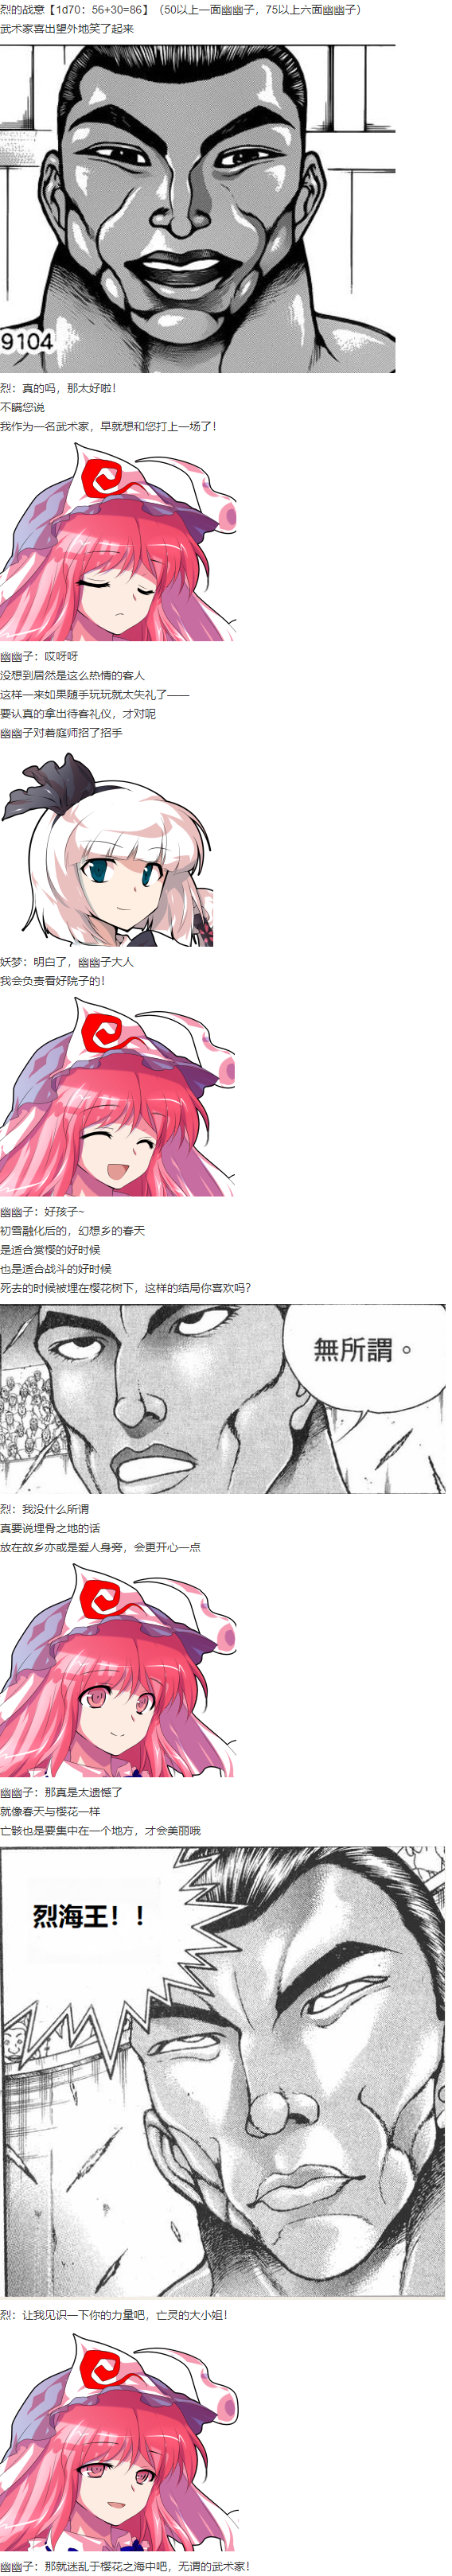 烈的战意【1d70：56+30=86】（50以上一面幽幽子，75以上六面幽幽子）
武术家喜出望外地笑了起来
9104
烈：真的吗，那太好啦！
不瞒您说
我作为一名武术家，早就想和您打上一场了！
幽幽子：哎呀呀
没想到居然是这么热情的客人
这样一来如果随手玩玩就太失礼了——
要认真的拿出待客礼仪，才对呢
幽幽子对着庭师招了招手
妖梦：明白了，幽幽子大人
我会负责看好院子的！
幽幽子：好孩子~
初雪融化后的，幻想乡的春天
是适合赏樱的好时候
也是适合战斗的好时候
死去的时候被埋在樱花树下，这样的结局你喜欢吗？
無所謂。
烈：我没什么所谓
真要说埋骨之地的话
放在故乡亦或是爱人身旁，会更开心一点
幽幽子：那真是太遗憾了
就像春天与樱花一样
亡骸也是要集中在一个地方，才会美丽哦
烈海王！！
烈：让我见识一下你的力量吧，亡灵的大小姐！
幽幽子：那就迷乱于樱花之海中吧，无谓的武术家！